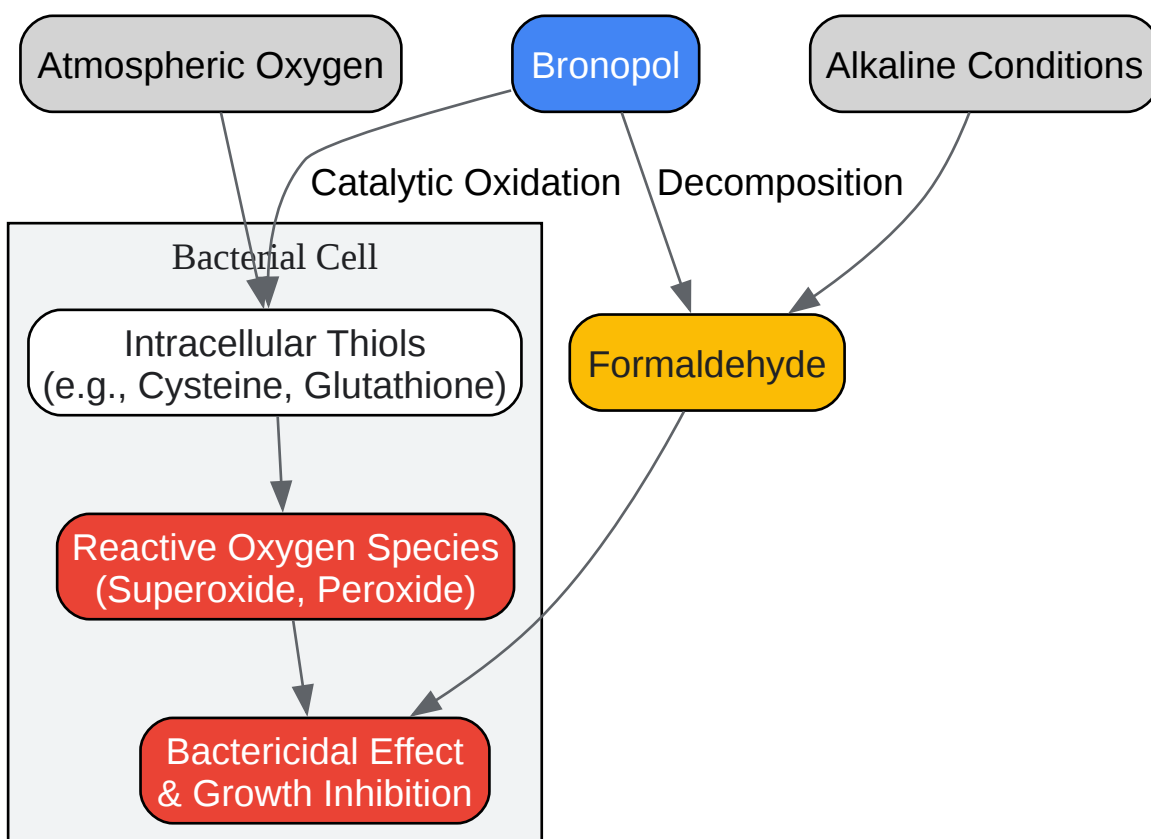 Atmospheric Oxygen
Bronopol
Alkaline Conditions
Catalytic Oxidation
Decomposition
Bacterial Cell
Intracellular Thiols
(e.g., Cysteine, Glutathione)
Formaldehyde
Reactive Oxygen Species
(Superoxide, Peroxide)
Bactericidal Effect
& Growth Inhibition